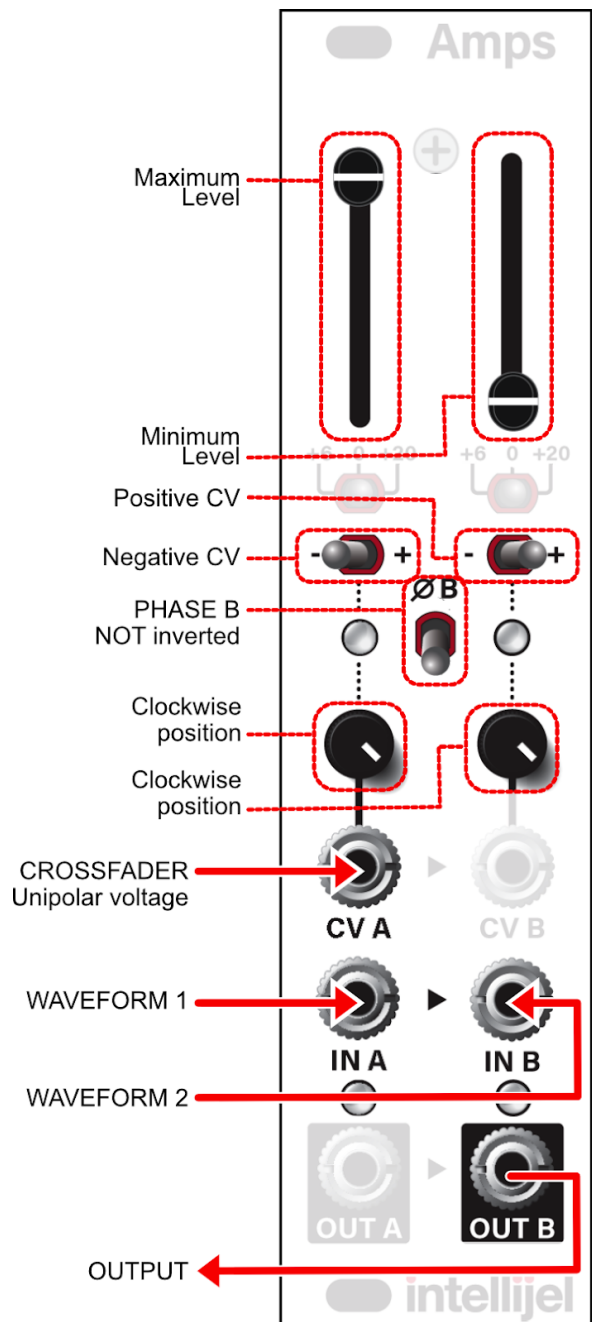 Amps
Maximum
Level
Minimum
Level
+6 0 +20
+6 0 +20
Positive CV
Negative CV
- +
- +
Ø B
PHASE B
NOT inverted
Clockwise
position
Clockwise
position
CROSSFADER
Unipolar voltage
CV A
CV B
WAVEFORM 1
IN A
IN B
WAVEFORM 2
OUT A
OUT B
OUTPUT
intellijel